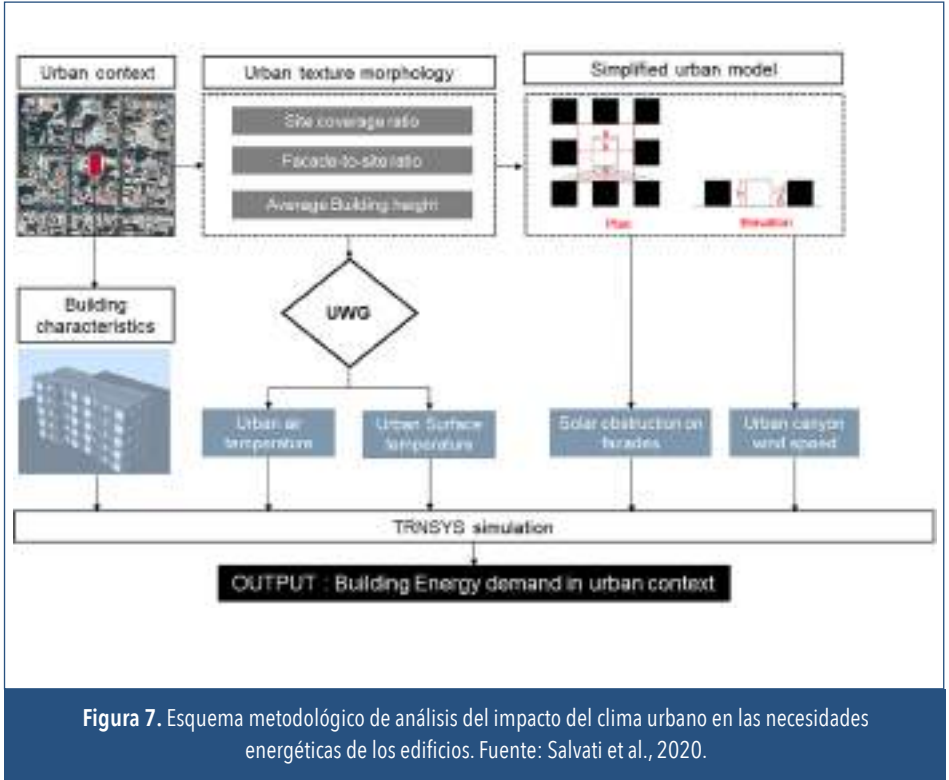 Urban context
Urban texture morphology
Simplified urban model
Site coverage ratio
Facade-to-site ratio
Average Building height
Plan
Elevation
Building
characteristics
UWG
Urban air
temperature
Urban Surface
temperature
Solar obstruction on
facades
Urban canyon
wind speed
TRNSYS simulation
OUTPUT : Building Energy demand in urban context
Figura 7. Esquema metodológico de análisis del impacto del clima urbano en las necesidades
energéticas de los edificios. Fuente: Salvati et al., 2020.